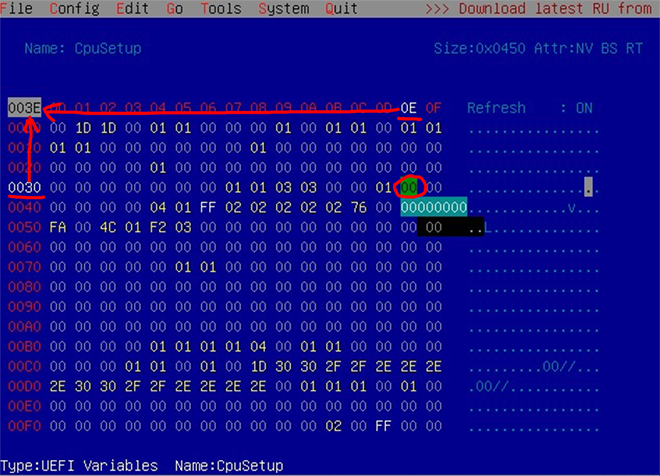 File Config Edit Go Tools System Quit >>> Download latest RU from
Name: CpuSetup Size:0x0450 Attr:NV BS RT
003E 00 01 02 03 04 05 06 07 08 09 0A 0B 0C 0D 0E 0F Refresh : ON
0000 00 1D 1D 00 01 01 00 00 00 01 00 01 01 00 01 01 ................
0010 01 01 00 00 00 00 00 00 01 00 00 00 00 00 00 00 ................
0020 00 00 00 00 01 00 00 00 00 00 00 00 00 00 00 00 ................
0030 00 00 00 00 00 00 00 01 01 03 03 00 00 01 00 00 ................
0040 00 00 00 00 04 01 FF 02 02 02 02 02 76 00 00000000 ............v.
0050 FA 00 4C 01 F2 03 00 00 00 00 00 00 00 00 00 ..L
0060 00 00 00 00 00 00 00 00 00 00 00 00 00 00 00 00 ................
0070 00 00 00 00 00 01 01 00 00 00 00 00 00 00 00 00 ................
0080 00 00 00 00 00 00 00 00 00 00 00 00 00 00 00 00 ................
0090 00 00 00 00 00 00 00 00 00 00 00 00 00 00 00 00 ................
00A0 00 00 00 00 00 00 00 00 00 00 00 00 00 00 00 00 ................
00B0 00 00 00 00 01 01 01 01 04 00 01 01 00 00 00 00 ................
00C0 00 00 00 01 01 00 01 00 1D 30 30 2F 2F 2E 2E 2E .........00//...
00D0 2E 30 30 2F 2F 2E 2E 2E 2E 00 01 01 01 00 01 00 .00//...........
00E0 00 00 00 00 00 00 00 00 00 00 00 00 00 00 00 00 ................
00F0 00 00 00 00 00 00 00 00 00 00 00 02 00 FF 00 00 ................
Type:UEFI Variables Name:CpuSetup